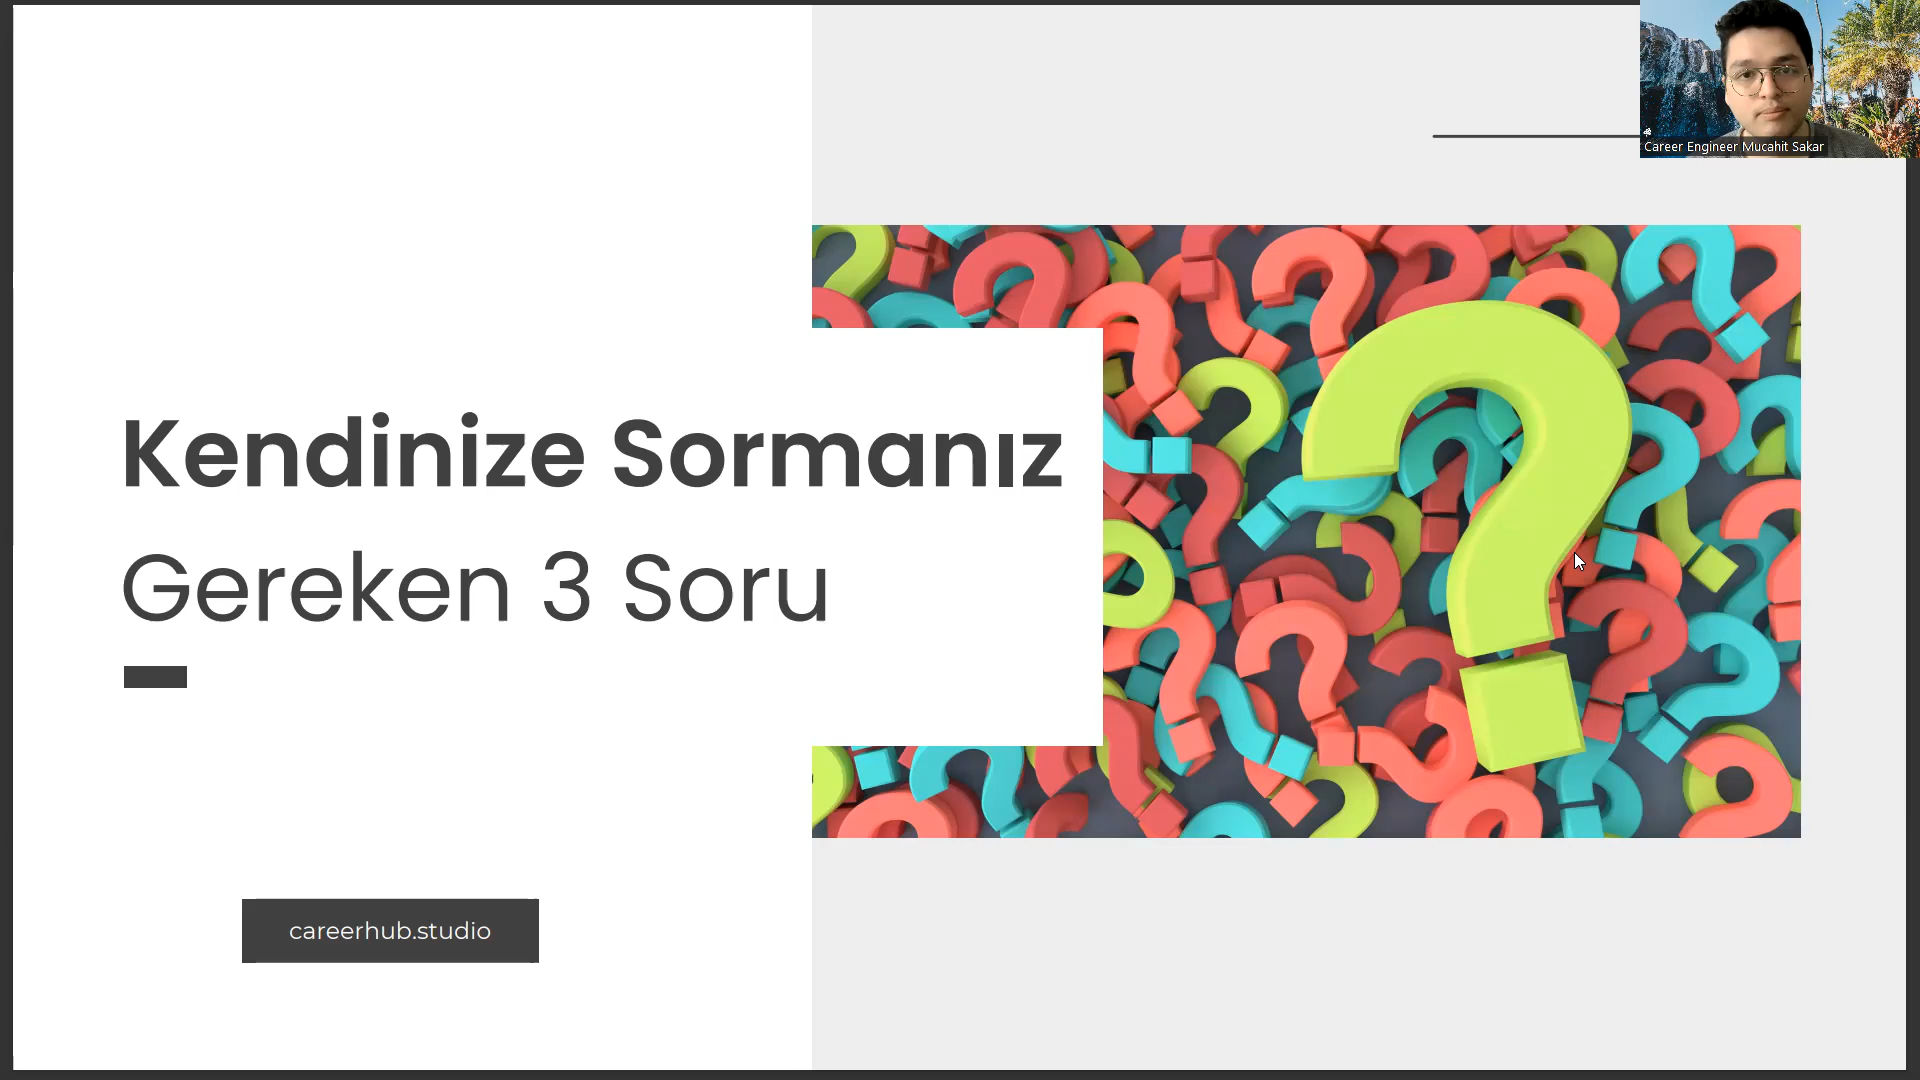 Career Engineer Mucahit Sakar
Kendinize Sormanız
Gereken 3 Soru
careerhub.studio